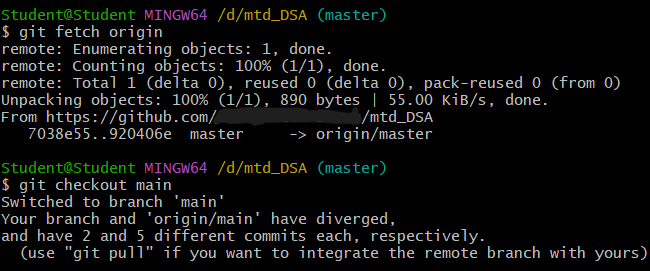 Student@Student MINGW64 /d/mtd_DSA (master)
$ git fetch origin
remote: Enumerating objects: 1, done.
remote: Counting objects: 100% (1/1), done.
remote: Total 1 (delta 0), reused 0 (delta 0), pack-reused 0 (from 0)
Unpacking objects: 100% (1/1), 890 bytes | 55.00 KiB/s, done.
From https://github.com/ /mtd_DSA
   7038e55..920406e  master     -> origin/master
Student@Student MINGW64 /d/mtd_DSA (master)
$ git checkout main
Switched to branch 'main'
Your branch and 'origin/main' have diverged,
and have 2 and 5 different commits each, respectively.
  (use "git pull" if you want to integrate the remote branch with yours)